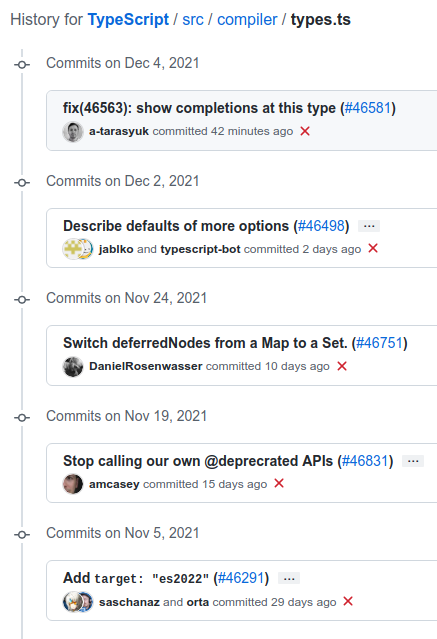 History for TypeScript / src / compiler / types.ts
Commits on Dec 4, 2021
fix(46563): show completions at this type (#46581)
a-tarasyuk committed 42 minutes ago
Commits on Dec 2, 2021
Describe defaults of more options (#46498) ...
jablko and typescript-bot committed 2 days ago
Commits on Nov 24, 2021
Switch deferredNodes from a Map to a Set. (#46751)
DanielRosenwasser committed 10 days ago
Commits on Nov 19, 2021
Stop calling our own @deprecrated APIs (#46831) ...
amcasey committed 15 days ago
Commits on Nov 5, 2021
Add target: "es2022" (#46291) ...
saschanaz and orta committed 29 days ago